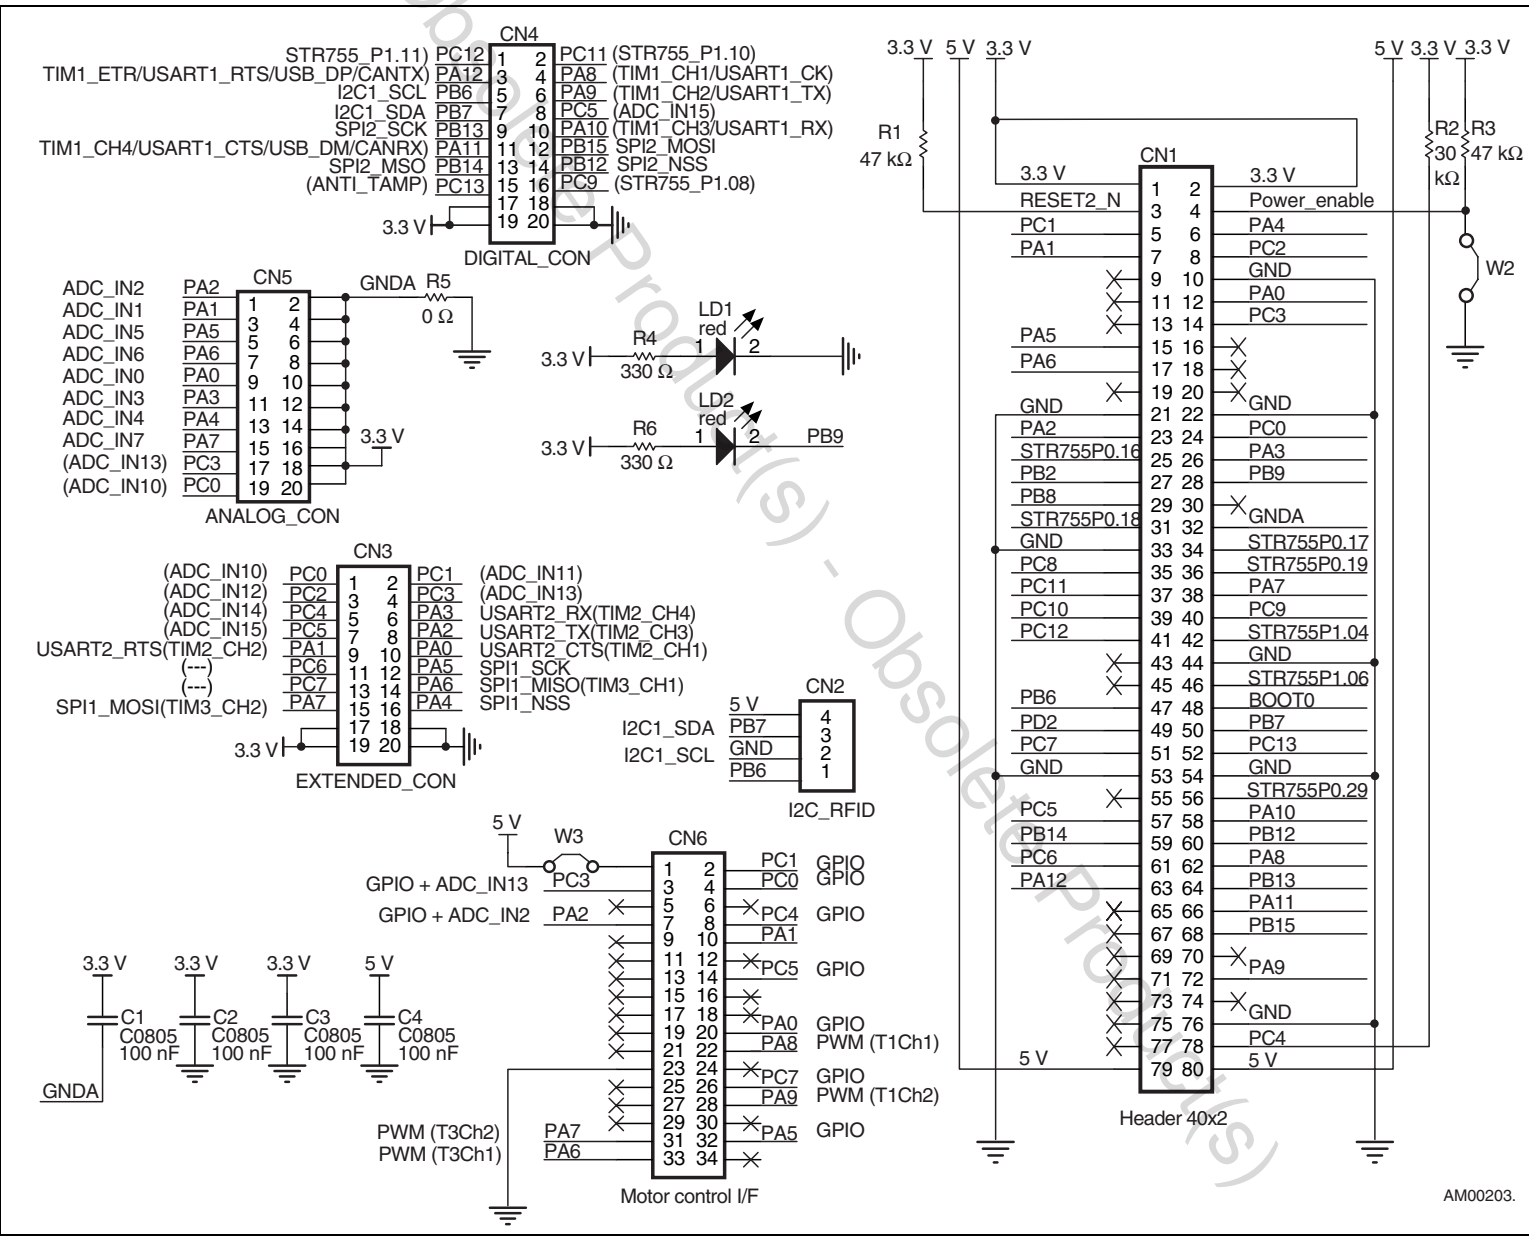 CN4
STR755_P1.11) PC12 1 2 PC11 (STR755_P1.10)
TIM1_ETR/USART1_RTS/USB_DP/CANTX) PA12 3 4 PA8 (TIM1_CH1/USART1_CK)
I2C1_SCL PB6 5 6 PA9 (TIM1_CH2/USART1_TX)
I2C1_SDA PB7 7 8 PC5 (ADC_IN15)
SPI2_SCK PB13 9 10 PA10 (TIM1_CH3/USART1_RX)
TIM1_CH4/USART1_CTS/USB_DM/CANRX) PA11 11 12 PB15 SPI2_MOSI
SPI2_MSO PB14 13 14 PB12 SPI2_NSS
(ANTI_TAMP) PC13 15 16 PC9 (STR755_P1.08)
17 18
3.3 V 19 20
DIGITAL_CON
CN5
GNDA R5
0 Ω
ADC_IN2 PA2 1 2
ADC_IN1 PA1 3 4
ADC_IN5 PA5 5 6
ADC_IN6 PA6 7 8
ADC_IN0 PA0 9 10
ADC_IN3 PA3 11 12
ADC_IN4 PA4 13 14
ADC_IN7 PA7 15 16 3.3 V
(ADC_IN13) PC3 17 18
(ADC_IN10) PC0 19 20
ANALOG_CON
LD1
red
3.3 V R4 1 2
330 Ω
LD2
red
3.3 V R6 1 2 PB9
330 Ω
CN3
(ADC_IN10) PC0 1 2 PC1 (ADC_IN11)
(ADC_IN12) PC2 3 4 PC3 (ADC_IN13)
(ADC_IN14) PC4 5 6 PA3 USART2_RX(TIM2_CH4)
(ADC_IN15) PC5 7 8 PA2 USART2_TX(TIM2_CH3)
USART2_RTS(TIM2_CH2) PA1 9 10 PA0 USART2_CTS(TIM2_CH1)
(---) PC6 11 12 PA5 SPI1_SCK
(---) PC7 13 14 PA6 SPI1_MISO(TIM3_CH1)
SPI1_MOSI(TIM3_CH2) PA7 15 16 PA4 SPI1_NSS
17 18
3.3 V 19 20
EXTENDED_CON
CN2
5 V 4
I2C1_SDA PB7 3
I2C1_SCL GND 2
PB6 1
I2C_RFID
5 V
W3
CN6
1 2 PC1 GPIO
GPIO + ADC_IN13 PC3 3 4 PC0 GPIO
5 6
GPIO + ADC_IN2 PA2 7 8 PC4 GPIO
9 10 PA1
11 12
13 14 PC5 GPIO
15 16
17 18
19 20 PA0 GPIO
21 22 PA8 PWM (T1Ch1)
23 24
25 26 PC7 GPIO
27 28 PA9 PWM (T1Ch2)
29 30
PWM (T3Ch2) PA7 31 32 PA5 GPIO
PWM (T3Ch1) PA6 33 34
Motor control I/F
3.3 V 3.3 V 3.3 V 5 V
C1 C2 C3 C4
C0805 C0805 C0805 C0805
100 nF 100 nF 100 nF 100 nF
GNDA
3.3 V 5 V 3.3 V
5 V 3.3 V 3.3 V
R1
47 kΩ
R2
30
kΩ
R3
47 kΩ
W2
CN1
3.3 V 1 2 3.3 V
RESET2_N 3 4 Power_enable
PC1 5 6 PA4
PA1 7 8 PC2
9 10 GND
11 12 PA0
13 14 PC3
PA5 15 16
PA6 17 18
19 20
GND 21 22 GND
PA2 23 24 PC0
STR755P0.16 25 26 PA3
PB2 27 28 PB9
PB8 29 30
STR755P0.18 31 32 GNDA
GND 33 34 STR755P0.17
PC8 35 36 STR755P0.19
PC11 37 38 PA7
PC10 39 40 PC9
PC12 41 42 STR755P1.04
43 44 GND
45 46 STR755P1.06
PB6 47 48 BOOT0
PD2 49 50 PB7
PC7 51 52 PC13
GND 53 54 GND
55 56 STR755P0.29
PC5 57 58 PA10
PB14 59 60 PB12
PC6 61 62 PA8
PA12 63 64 PB13
65 66 PA11
67 68 PB15
69 70
71 72 PA9
73 74
75 76 GND
77 78 PC4
5 V 79 80 5 V
Header 40x2
AM00203.
Obsolete Product(s) - Obsolete Product(s)